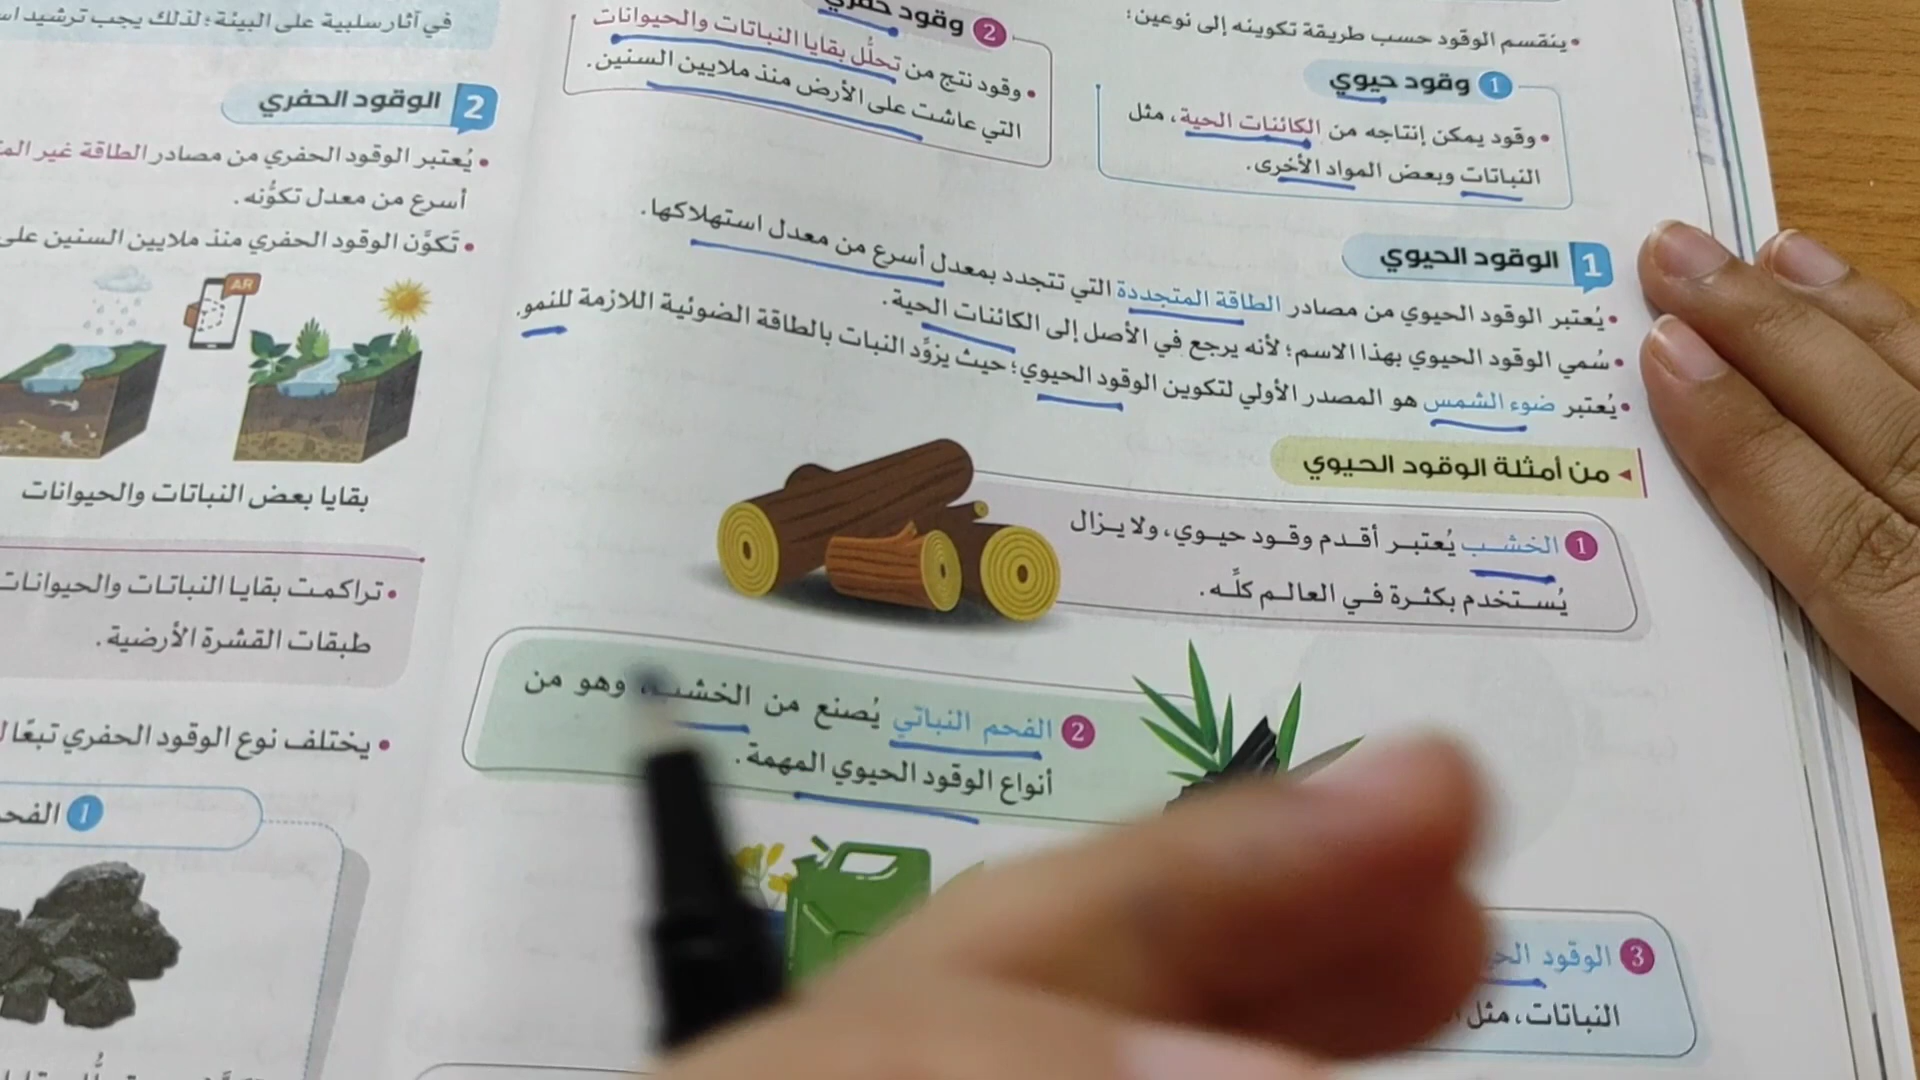 ينقسم الوقود حسب طريقة تكوينه إلى نوعين:
1 وقود حيوي
• وقود يمكن إنتاجه من الكائنات الحية، مثل
النباتات وبعض المواد الأخرى.
2 وقود حفري
• وقود نتج من تحلُّل بقايا النباتات والحيوانات
التي عاشت على الأرض منذ ملايين السنين.
1 الوقود الحيوي
• يُعتبر الوقود الحيوي من مصادر الطاقة المتجددة التي تتجدد بمعدل أسرع من معدل استهلاكها.
• سُمي الوقود الحيوي بهذا الاسم؛ لأنه يرجع في الأصل إلى الكائنات الحية.
• يُعتبر ضوء الشمس هو المصدر الأولي لتكوين الوقود الحيوي؛ حيث يزوِّد النبات بالطاقة الضوئية اللازمة للنمو.
من أمثلة الوقود الحيوي
1 الخشب يُعتبر أقدم وقود حيوي، ولا يزال
يُستخدم بكثرة في العالم كلِّه.
2 الفحم النباتي يُصنع من الخشب، وهو من
أنواع الوقود الحيوي المهمة.
3 الوقود
النباتات، مثل
في آثار سلبية على البيئة؛ لذلك يجب ترشيد
2 الوقود الحفري
• يُعتبر الوقود الحفري من مصادر الطاقة غير
أسرع من معدل تكوُّنه.
• تَكوَّن الوقود الحفري منذ ملايين السنين على
AR
بقايا بعض النباتات والحيوانات
• تراكمت بقايا النباتات والحيوانات
طبقات القشرة الأرضية.
• يختلف نوع الوقود الحفري تبعًا
1